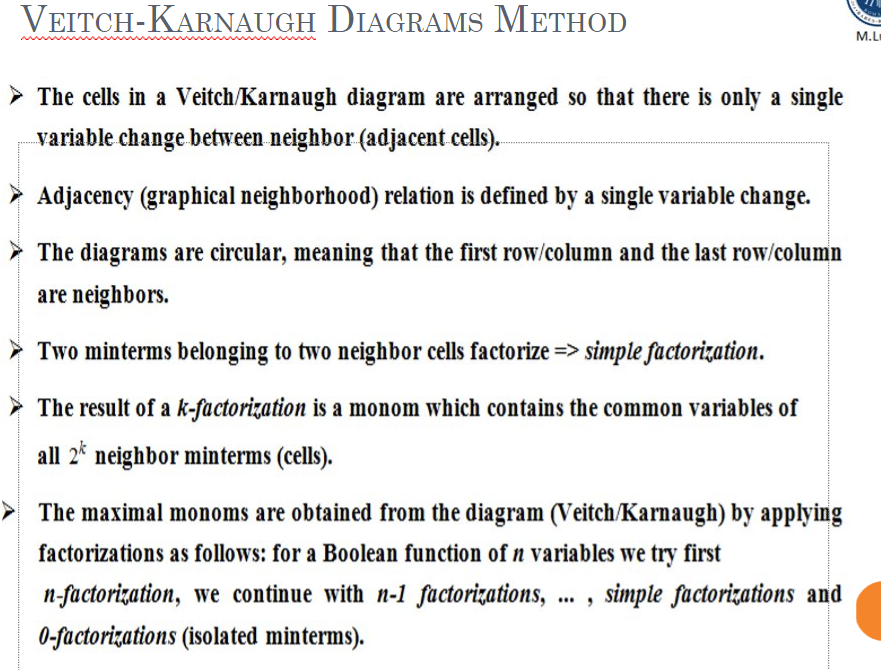 VEITCH-KARNAUGH DIAGRAMS METHOD
M.L
➢ The cells in a Veitch/Karnaugh diagram are arranged so that there is only a single
variable change between neighbor (adjacent cells).
➢ Adjacency (graphical neighborhood) relation is defined by a single variable change.
➢ The diagrams are circular, meaning that the first row/column and the last row/column
are neighbors.
➢ Two minterms belonging to two neighbor cells factorize => simple factorization.
➢ The result of a k-factorization is a monom which contains the common variables of
all 2ᵏ neighbor minterms (cells).
➢ The maximal monoms are obtained from the diagram (Veitch/Karnaugh) by applying
factorizations as follows: for a Boolean function of n variables we try first
n-factorization, we continue with n-1 factorizations, ... , simple factorizations and
0-factorizations (isolated minterms).